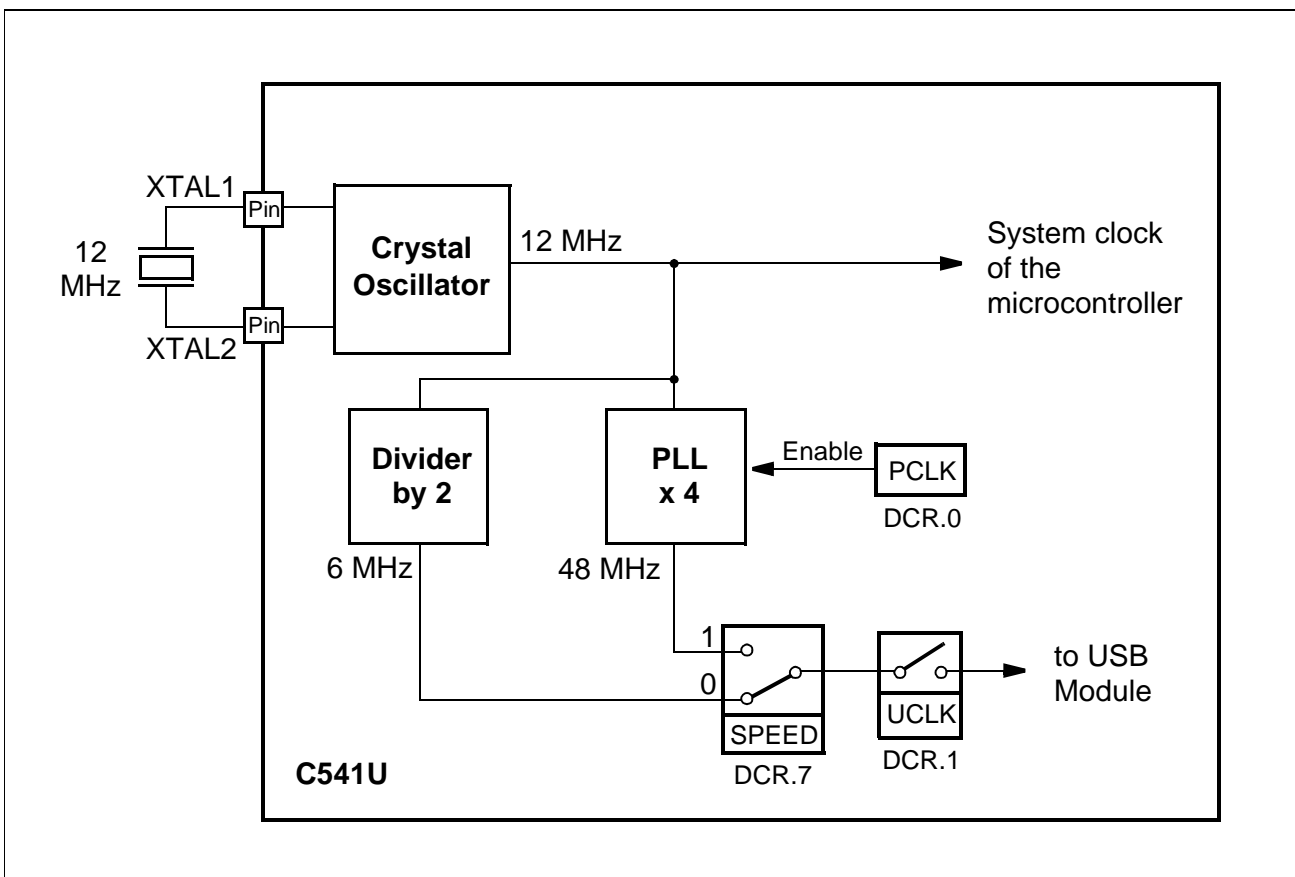 XTAL1
Pin
12
MHz
Pin
XTAL2
Crystal
Oscillator
12 MHz
System clock
of the
microcontroller
Divider
by 2
PLL
x 4
Enable
PCLK
DCR.0
6 MHz
48 MHz
1
0
SPEED
DCR.7
UCLK
DCR.1
to USB
Module
C541U